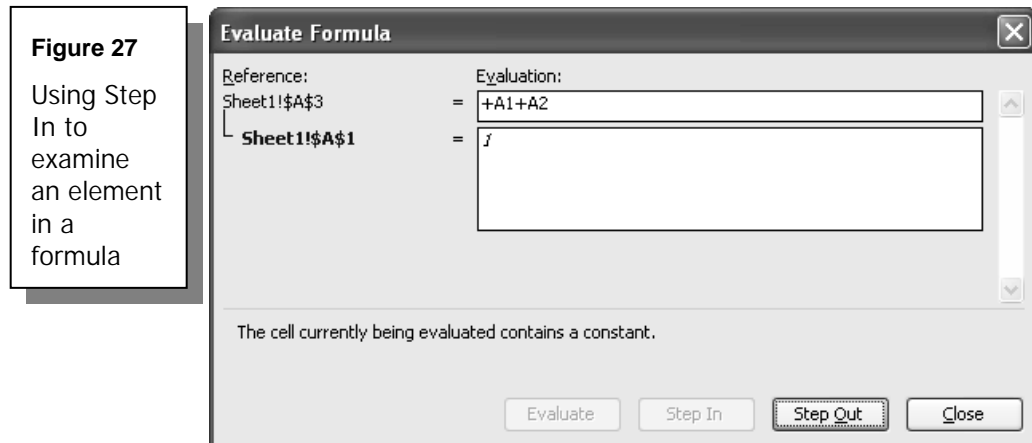 Figure 27
Using Step
In to
examine
an element
in a
formula
Evaluate Formula
Reference: Evaluation:
Sheet1!$A$3 = +A1+A2
Sheet1!$A$1 = 1
The cell currently being evaluated contains a constant.
Evaluate Step In Step Out Close